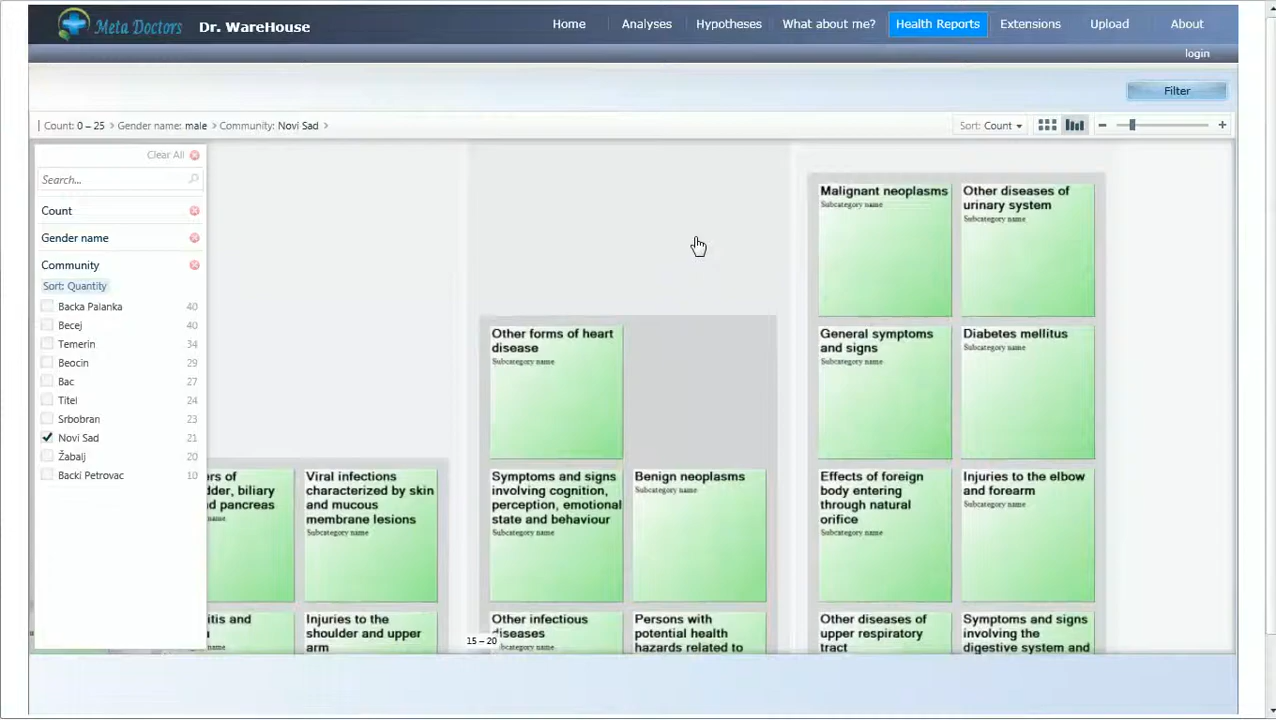 Meta Doctors Dr. WareHouse Home Analyses Hypotheses What about me? Health Reports Extensions Upload About
login
Filter
Count: 0 – 25 > Gender name: male > Community: Novi Sad >
Sort: Count
Clear All
Search...
Count
Gender name
Community
Sort: Quantity
Backa Palanka 40
Becej 40
Temerin 34
Beocin 29
Bac 27
Titel 24
Srbobran 23
Novi Sad 21
Žabalj 20
Backi Petrovac 10
Viral infections
characterized by skin
and mucous
membrane lesions
Subcategory name
Injuries to the
shoulder and upper
arm
Other forms of heart
disease
Subcategory name
Symptoms and signs
involving cognition,
perception, emotional
state and behaviour
Subcategory name
Benign neoplasms
Subcategory name
Other infectious
diseases
Persons with
potential health
hazards related to
15 – 20
Malignant neoplasms
Subcategory name
Other diseases of
urinary system
Subcategory name
General symptoms
and signs
Subcategory name
Diabetes mellitus
Subcategory name
Effects of foreign
body entering
through natural
orifice
Subcategory name
Injuries to the elbow
and forearm
Subcategory name
Other diseases of
upper respiratory
tract
Symptoms and signs
involving the
digestive system and